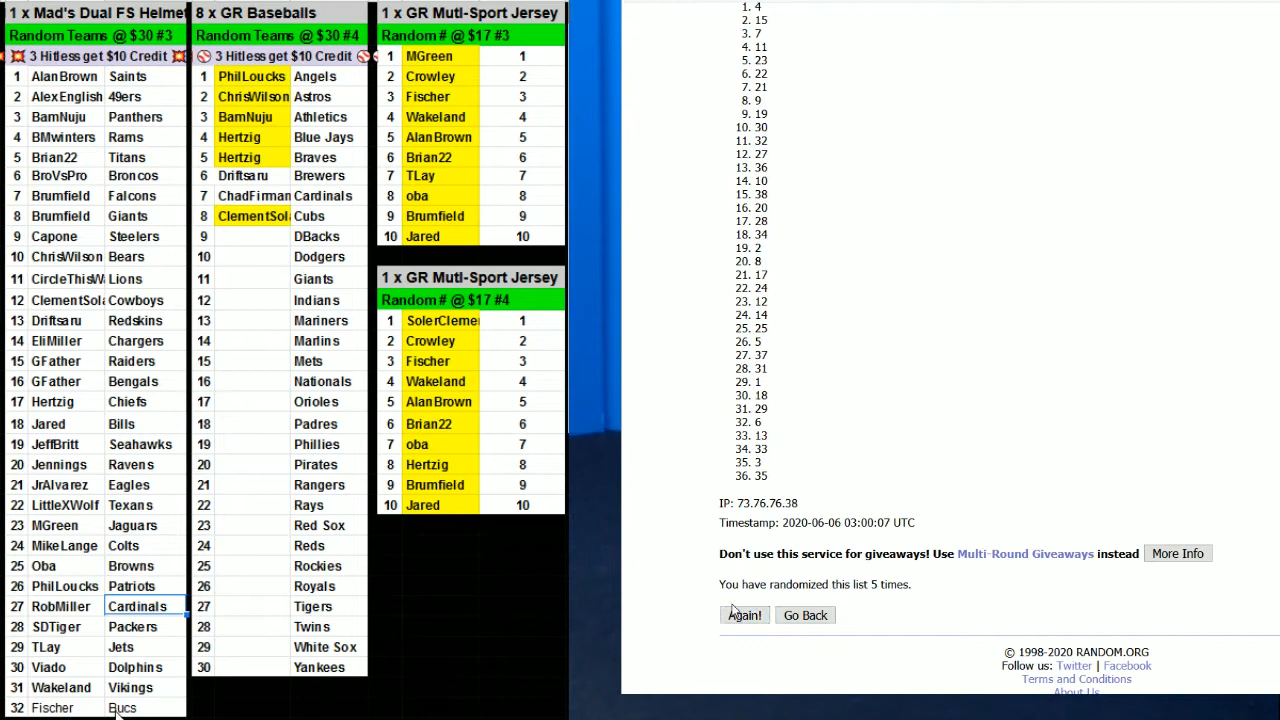 1 x Mad's Dual FS Helmet
Random Teams @ $30 #3
3 Hitless get $10 Credit
1 AlanBrown Saints
2 AlexEnglish 49ers
3 BamNuju Panthers
4 BMwinters Rams
5 Brian22 Titans
6 BroVsPro Broncos
7 Brumfield Falcons
8 Brumfield Giants
9 Capone Steelers
10 ChrisWilson Bears
11 CircleThisW Lions
12 ClementSola Cowboys
13 Driftsaru Redskins
14 EliMiller Chargers
15 GFather Raiders
16 GFather Bengals
17 Hertzig Chiefs
18 Jared Bills
19 JeffBritt Seahawks
20 Jennings Ravens
21 JrAlvarez Eagles
22 LittleXWolf Texans
23 MGreen Jaguars
24 MikeLange Colts
25 Oba Browns
26 PhilLoucks Patriots
27 RobMiller Cardinals
28 SDTiger Packers
29 TLay Jets
30 Viado Dolphins
31 Wakeland Vikings
32 Fischer Bucs
8 x GR Baseballs
Random Teams @ $30 #4
3 Hitless get $10 Credit
1 PhilLoucks Angels
2 ChrisWilson Astros
3 BamNuju Athletics
4 Hertzig Blue Jays
5 Hertzig Braves
6 Driftsaru Brewers
7 ChadFirman Cardinals
8 ClementSola Cubs
9 DBacks
10 Dodgers
11 Giants
12 Indians
13 Mariners
14 Marlins
15 Mets
16 Nationals
17 Orioles
18 Padres
19 Phillies
20 Pirates
21 Rangers
22 Rays
23 Red Sox
24 Reds
25 Rockies
26 Royals
27 Tigers
28 Twins
29 White Sox
30 Yankees
1 x GR Mutl-Sport Jersey
Random # @ $17 #3
1 MGreen 1
2 Crowley 2
3 Fischer 3
4 Wakeland 4
5 AlanBrown 5
6 Brian22 6
7 TLay 7
8 oba 8
9 Brumfield 9
10 Jared 10
1 x GR Mutl-Sport Jersey
Random # @ $17 #4
1 SolerClemer 1
2 Crowley 2
3 Fischer 3
4 Wakeland 4
5 AlanBrown 5
6 Brian22 6
7 oba 7
8 Hertzig 8
9 Brumfield 9
10 Jared 10
1. 4
2. 15
3. 7
4. 11
5. 23
6. 22
7. 21
8. 9
9. 19
10. 30
11. 32
12. 27
13. 36
14. 10
15. 38
16. 20
17. 28
18. 34
19. 2
20. 8
21. 17
22. 24
23. 12
24. 14
25. 25
26. 5
27. 37
28. 31
29. 1
30. 18
31. 29
32. 6
33. 13
34. 33
35. 3
36. 35
IP: 73.76.76.38
Timestamp: 2020-06-06 03:00:07 UTC
Don't use this service for giveaways! Use Multi-Round Giveaways instead More Info
You have randomized this list 5 times.
Again! Go Back
© 1998-2020 RANDOM.ORG
Follow us: Twitter | Facebook
Terms and Conditions
About Us